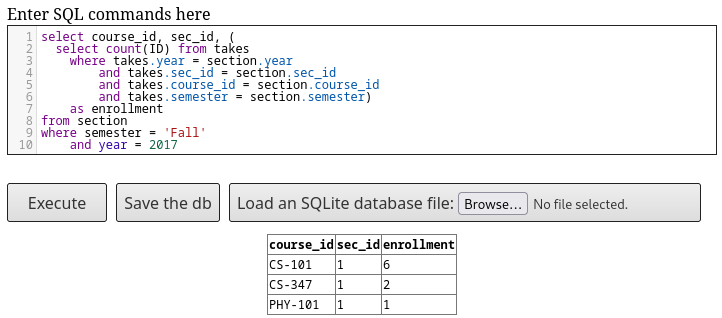 Enter SQL commands here
1 select course_id, sec_id, (
2   select count(ID) from takes
3     where takes.year = section.year
4         and takes.sec_id = section.sec_id
5         and takes.course_id = section.course_id
6         and takes.semester = section.semester)
7     as enrollment
8 from section
9 where semester = 'Fall'
10     and year = 2017
Execute Save the db Load an SQLite database file: Browse... No file selected.
course_id sec_id enrollment
CS-101 1 6
CS-347 1 2
PHY-101 1 1